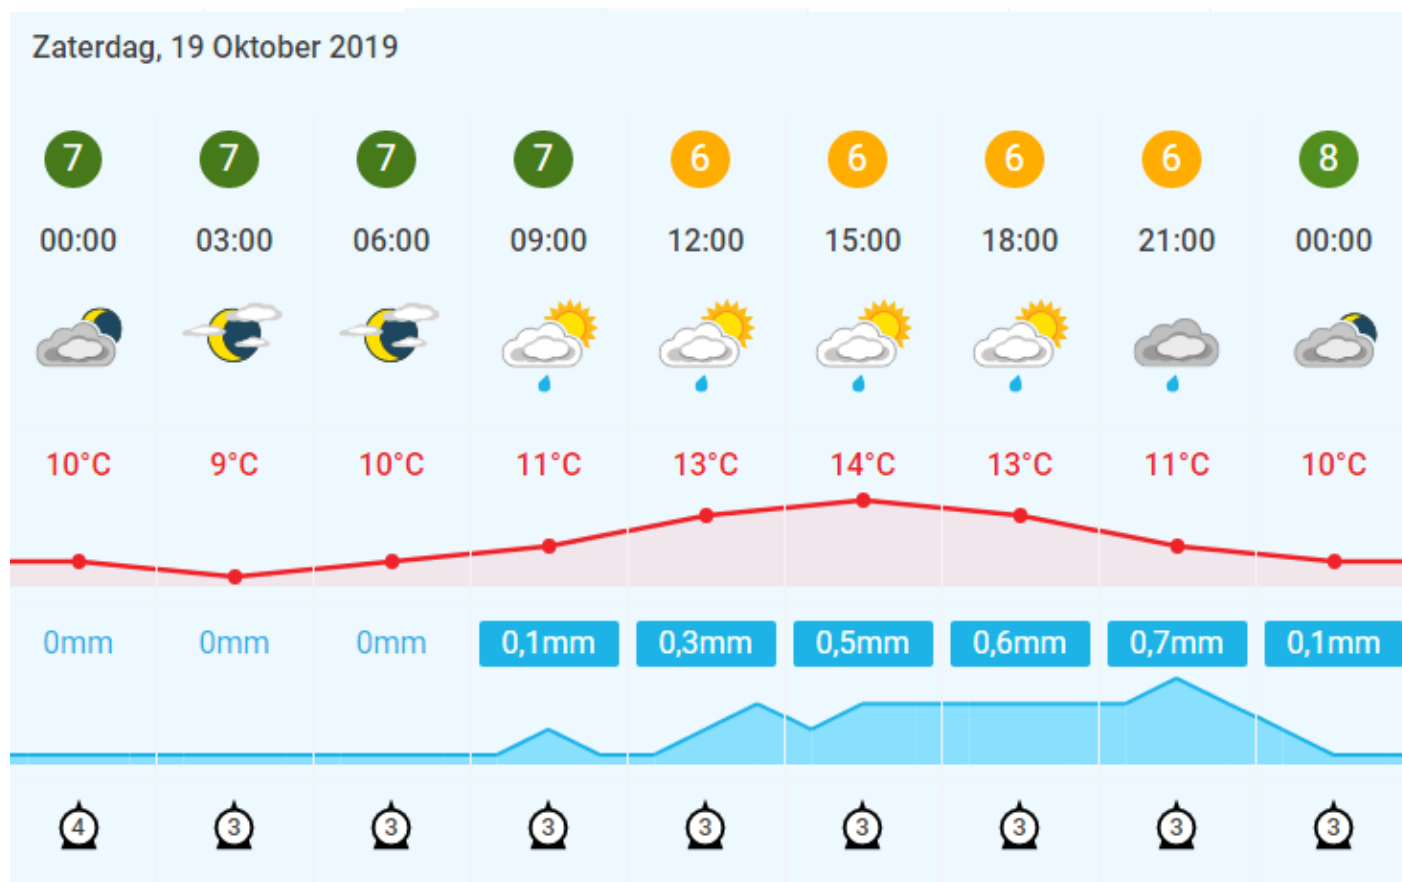 Zaterdag, 19 Oktober 2019
7 7 7 7 6 6 6 6 8
00:00 03:00 06:00 09:00 12:00 15:00 18:00 21:00 00:00
10°C 9°C 10°C 11°C 13°C 14°C 13°C 11°C 10°C
0mm 0mm 0mm 0,1mm 0,3mm 0,5mm 0,6mm 0,7mm 0,1mm
4 3 3 3 3 3 3 3 3